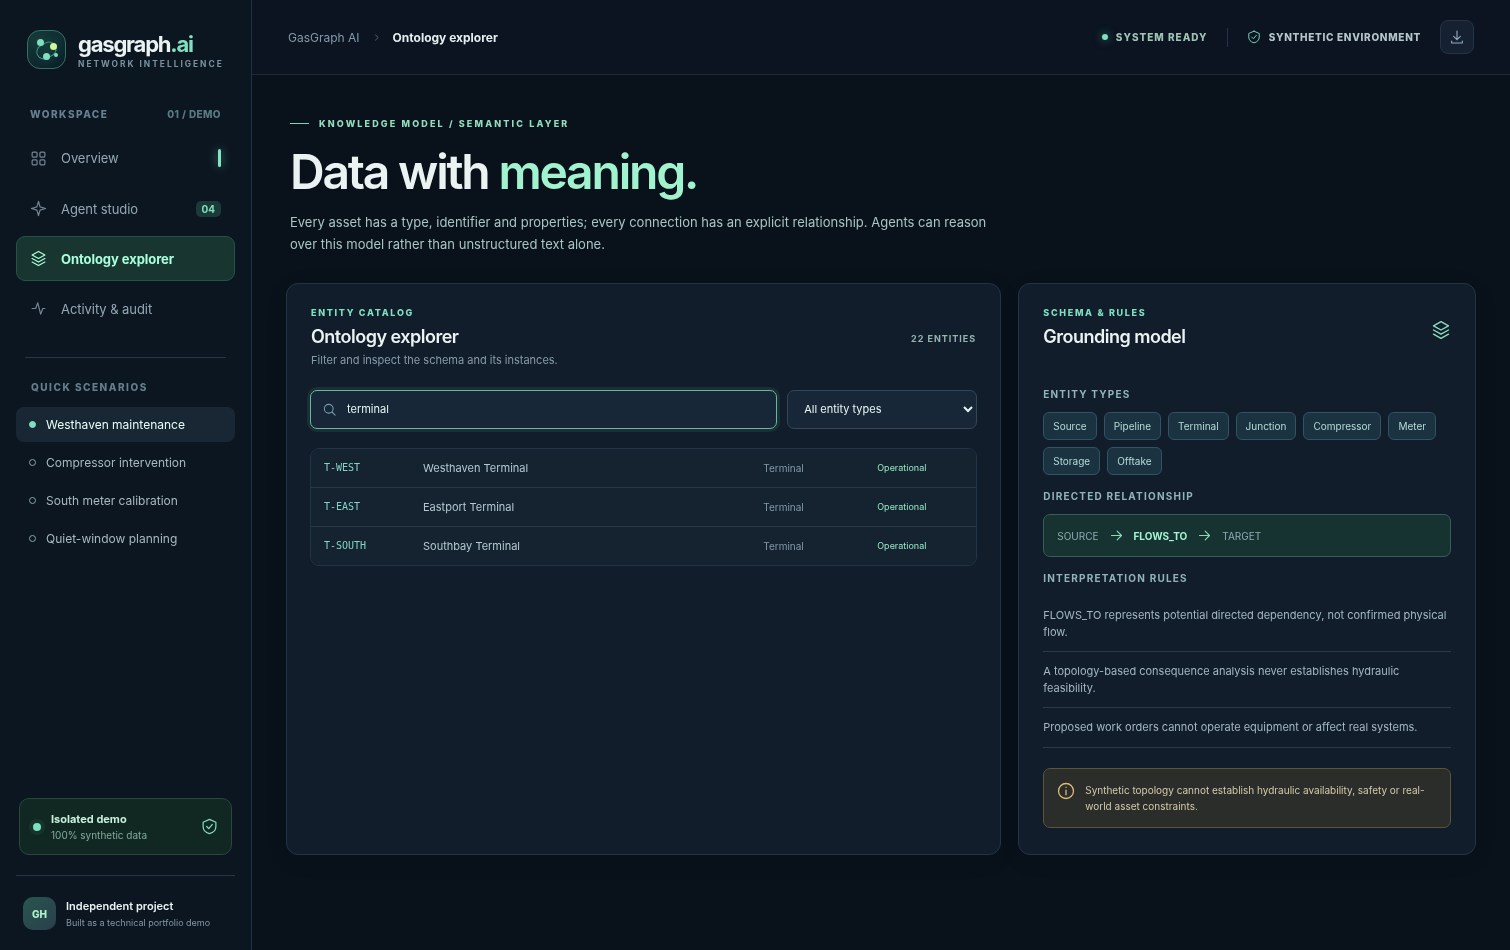 gasgraph.ai
NETWORK INTELLIGENCE
WORKSPACE
01 / DEMO
Overview
Agent studio
04
Ontology explorer
Activity & audit
QUICK SCENARIOS
Westhaven maintenance
Compressor intervention
South meter calibration
Quiet-window planning
Isolated demo
100% synthetic data
GH
Independent project
Built as a technical portfolio demo
GasGraph AI
Ontology explorer
SYSTEM READY
SYNTHETIC ENVIRONMENT
KNOWLEDGE MODEL / SEMANTIC LAYER
Data with meaning.
Every asset has a type, identifier and properties; every connection has an explicit relationship. Agents can reason
over this model rather than unstructured text alone.
ENTITY CATALOG
Ontology explorer
22 ENTITIES
Filter and inspect the schema and its instances.
terminal
All entity types
T-WEST Westhaven Terminal Terminal Operational
T-EAST Eastport Terminal Terminal Operational
T-SOUTH Southbay Terminal Terminal Operational
SCHEMA & RULES
Grounding model
ENTITY TYPES
Source Pipeline Terminal Junction Compressor Meter
Storage Offtake
DIRECTED RELATIONSHIP
SOURCE → FLOWS_TO → TARGET
INTERPRETATION RULES
FLOWS_TO represents potential directed dependency, not confirmed physical
flow.
A topology-based consequence analysis never establishes hydraulic
feasibility.
Proposed work orders cannot operate equipment or affect real systems.
Synthetic topology cannot establish hydraulic availability, safety or real-
world asset constraints.